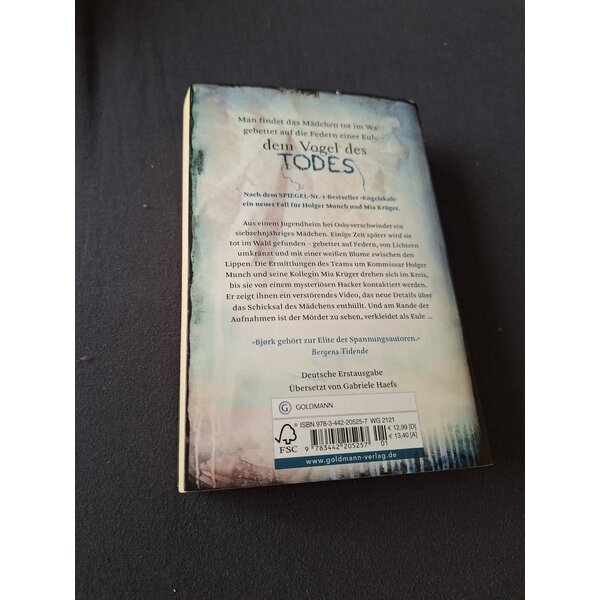 Man findet das Mädchen tot im Wa
gebettet auf die Federn einer Eule
dem Vogel des
TODES
Nach dem SPIEGEL-Nr.-1-Bestseller »Engelskalt«
ein neuer Fall für Holger Munch und Mia Krüger.
Aus einem Jugendheim bei Oslo verschwindet ein
siebzehnjähriges Mädchen. Einige Zeit später wird sie
tot im Wald gefunden – gebettet auf Federn, von Lichtern
umkränzt und mit einer weißen Blume zwischen den
Lippen. Die Ermittlungen des Teams um Kommissar Holger
Munch und seine Kollegin Mia Krüger drehen sich im Kreis,
bis sie von einem mysteriösen Hacker kontaktiert werden.
Er zeigt ihnen ein verstörendes Video, das neue Details über
das Schicksal des Mädchens enthüllt. Und am Rande der
Aufnahmen ist der Mörder zu sehen, verkleidet als Eule ...
»Bjørk gehört zur Elite der Spannungsautoren.«
Bergens Tidende
Deutsche Erstausgabe
Übersetzt von Gabriele Haefs
G GOLDMANN
FSC
ISBN 978-3-442-20525-7 WG 2121
€ 12,99 [D]
€ 13,40 [A]
9 783442 205257 01
www.goldmann-verlag.de